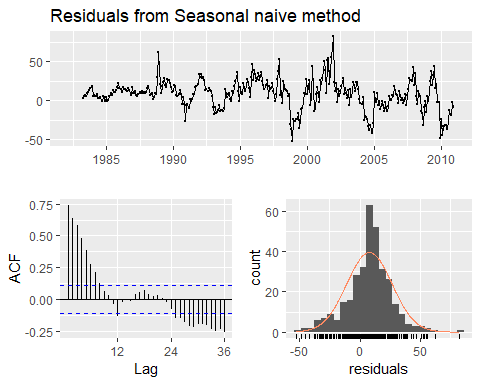 Residuals from Seasonal naive method
50
0
-50
1985 1990 1995 2000 2005 2010
0.75
0.50
0.25
0.00
-0.25
ACF
12 24 36
Lag
60
40
20
0
count
-50 0 50
residuals